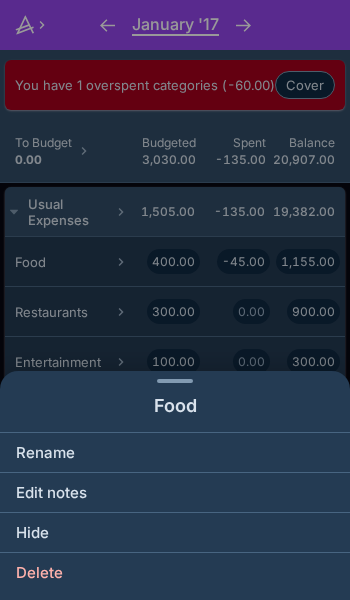 January '17
You have 1 overspent categories (-60.00) Cover
To Budget Budgeted Spent Balance
0.00 3,030.00 -135.00 20,907.00
Usual Expenses 1,505.00 -135.00 19,382.00
Food 400.00 -45.00 1,155.00
Restaurants 300.00 0.00 900.00
Entertainment 100.00 0.00 300.00
Food
Rename
Edit notes
Hide
Delete